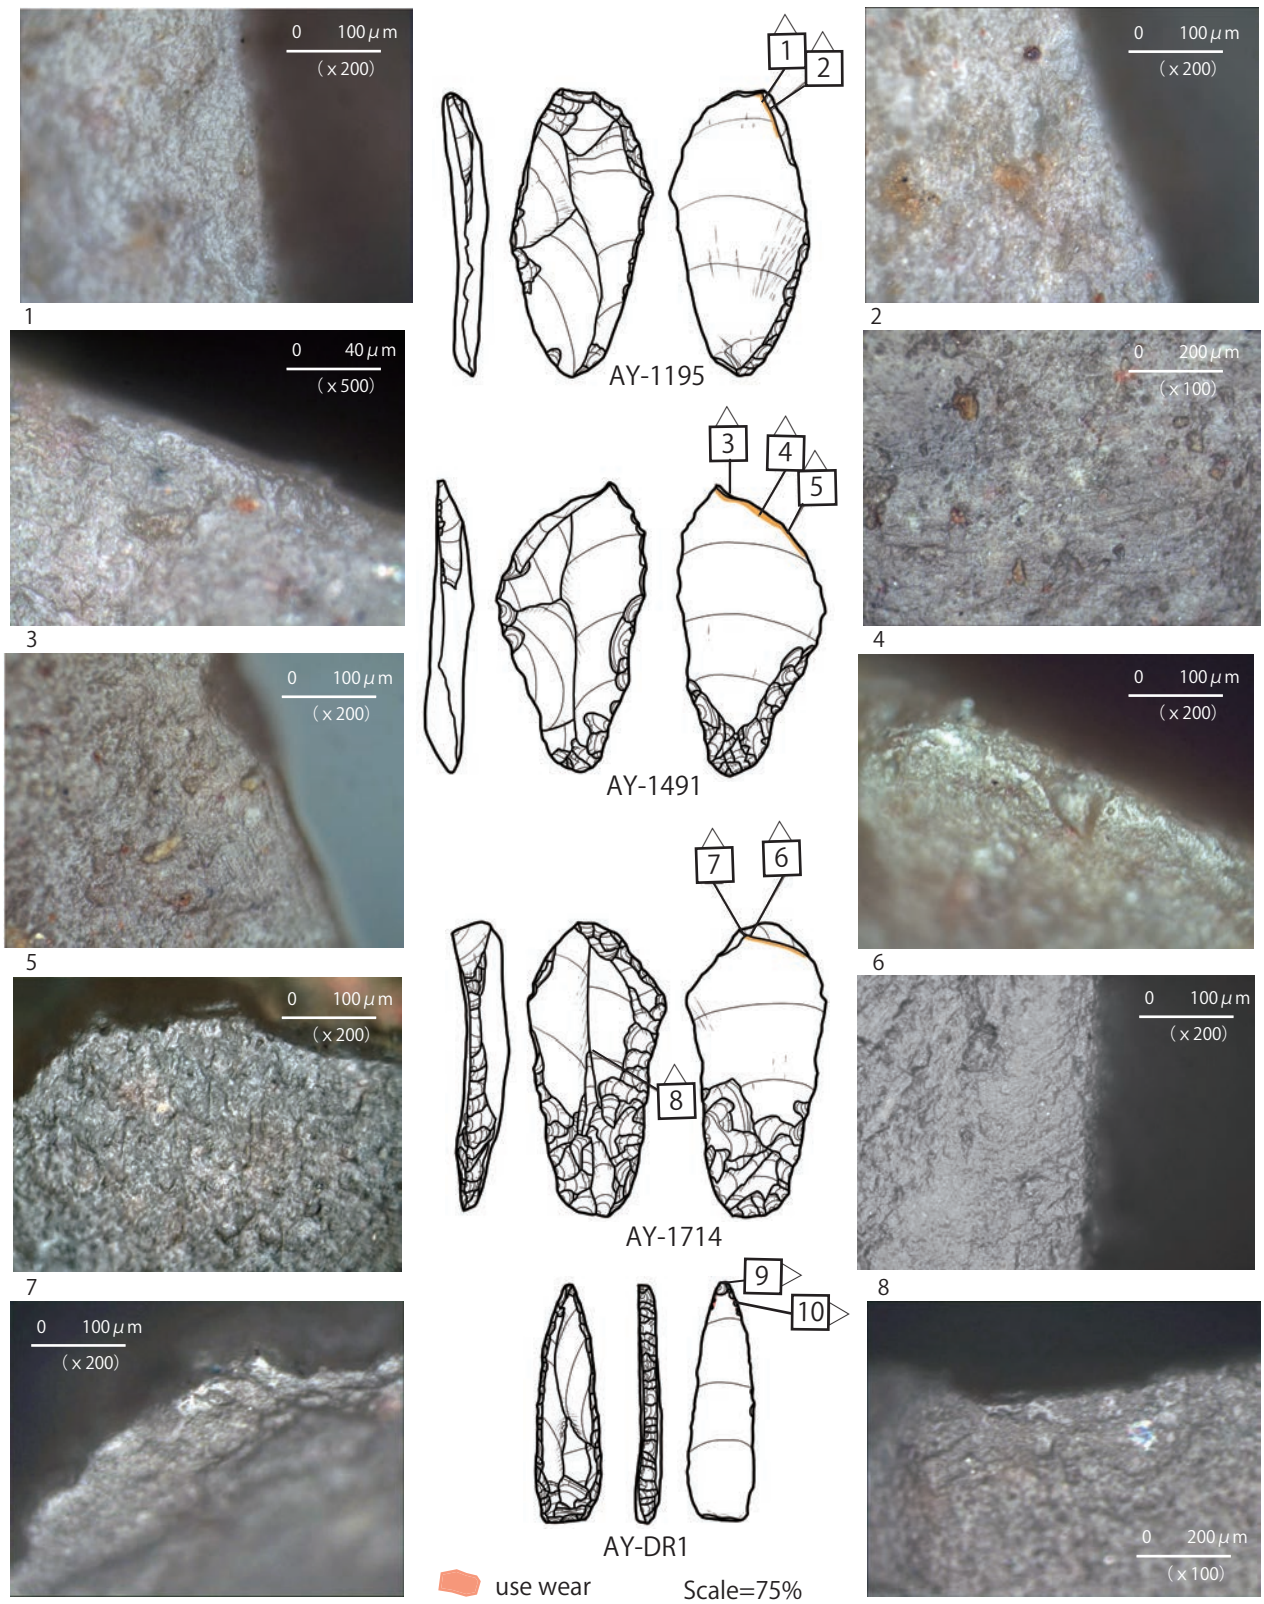 0 100μm
(x200)
1
0 100μm
(x200)
2
1
2
AY-1195
0 40μm
(x500)
3
0 200μm
(x100)
4
3
4
5
AY-1491
0 100μm
(x200)
5
0 100μm
(x200)
6
7
6
8
AY-1714
0 100μm
(x200)
7
0 100μm
(x200)
8
9
10
AY-DR1
0 100μm
(x200)
0 200μm
(x100)
use wear
Scale=75%